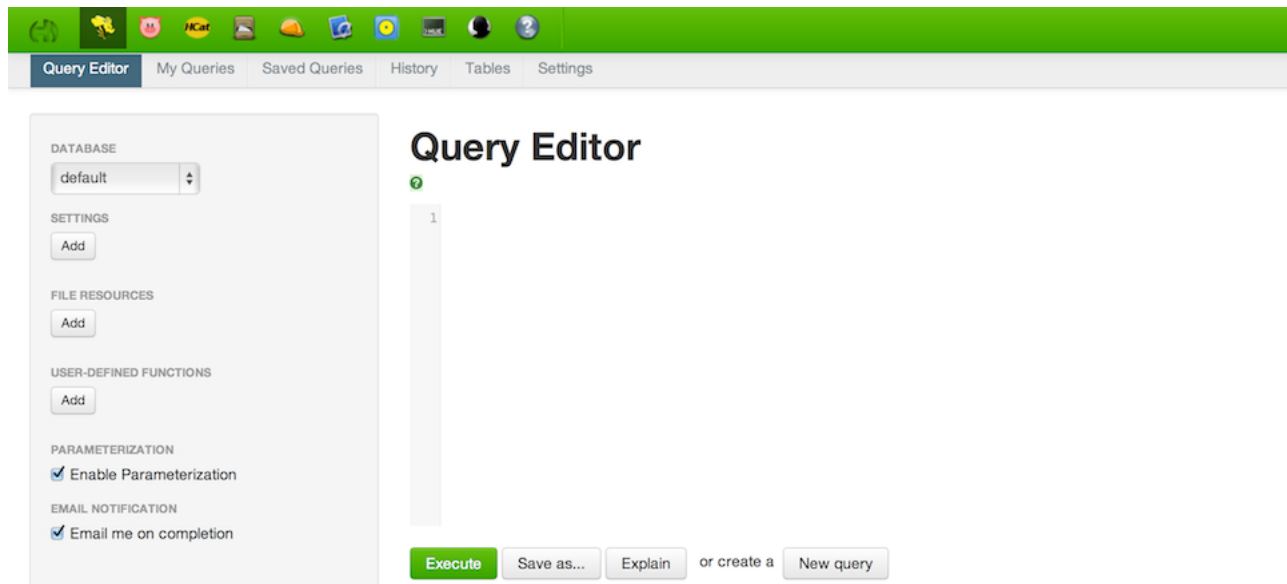 HCat
Query Editor My Queries Saved Queries History Tables Settings
DATABASE
default
SETTINGS
Add
FILE RESOURCES
Add
USER-DEFINED FUNCTIONS
Add
PARAMETERIZATION
Enable Parameterization
EMAIL NOTIFICATION
Email me on completion
Query Editor
?
1
Execute Save as... Explain or create a New query